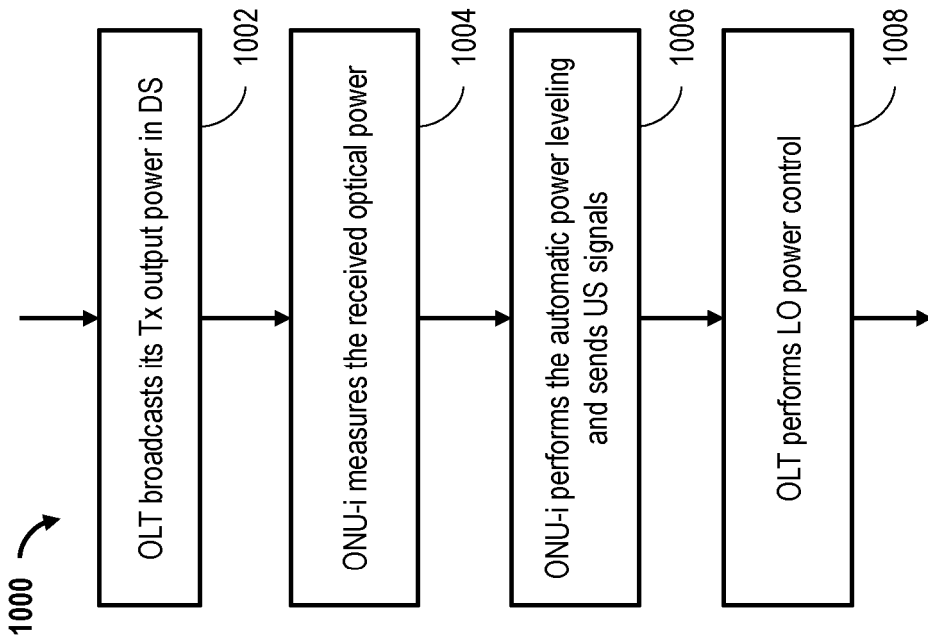 1000
OLT broadcasts its Tx output power in DS
1002
ONU-i measures the received optical power
1004
ONU-i performs the automatic power leveling
and sends US signals
1006
OLT performs LO power control
1008